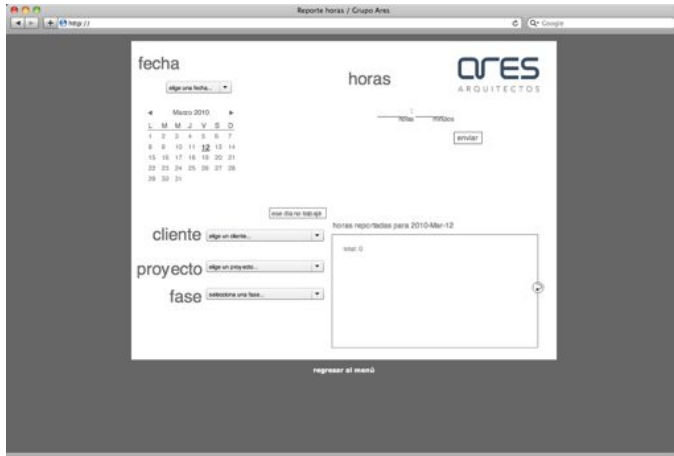 Reporte horas / Grupo Ares
http://
Google
fecha
elige una fecha...
Marzo 2010
L M M J V S D
1 2 3 4 5 6 7
8 9 10 11 12 13 14
15 16 17 18 19 20 21
22 23 24 25 26 27 28
29 30 31
horas
ares
ARQUITECTOS
:
horas minutos
enviar
ese dia no trabajé
cliente elige un cliente...
proyecto elige un proyecto...
fase selecciona una fase...
horas reportadas para 2010-Mar-12
total: 0
regresar al menú